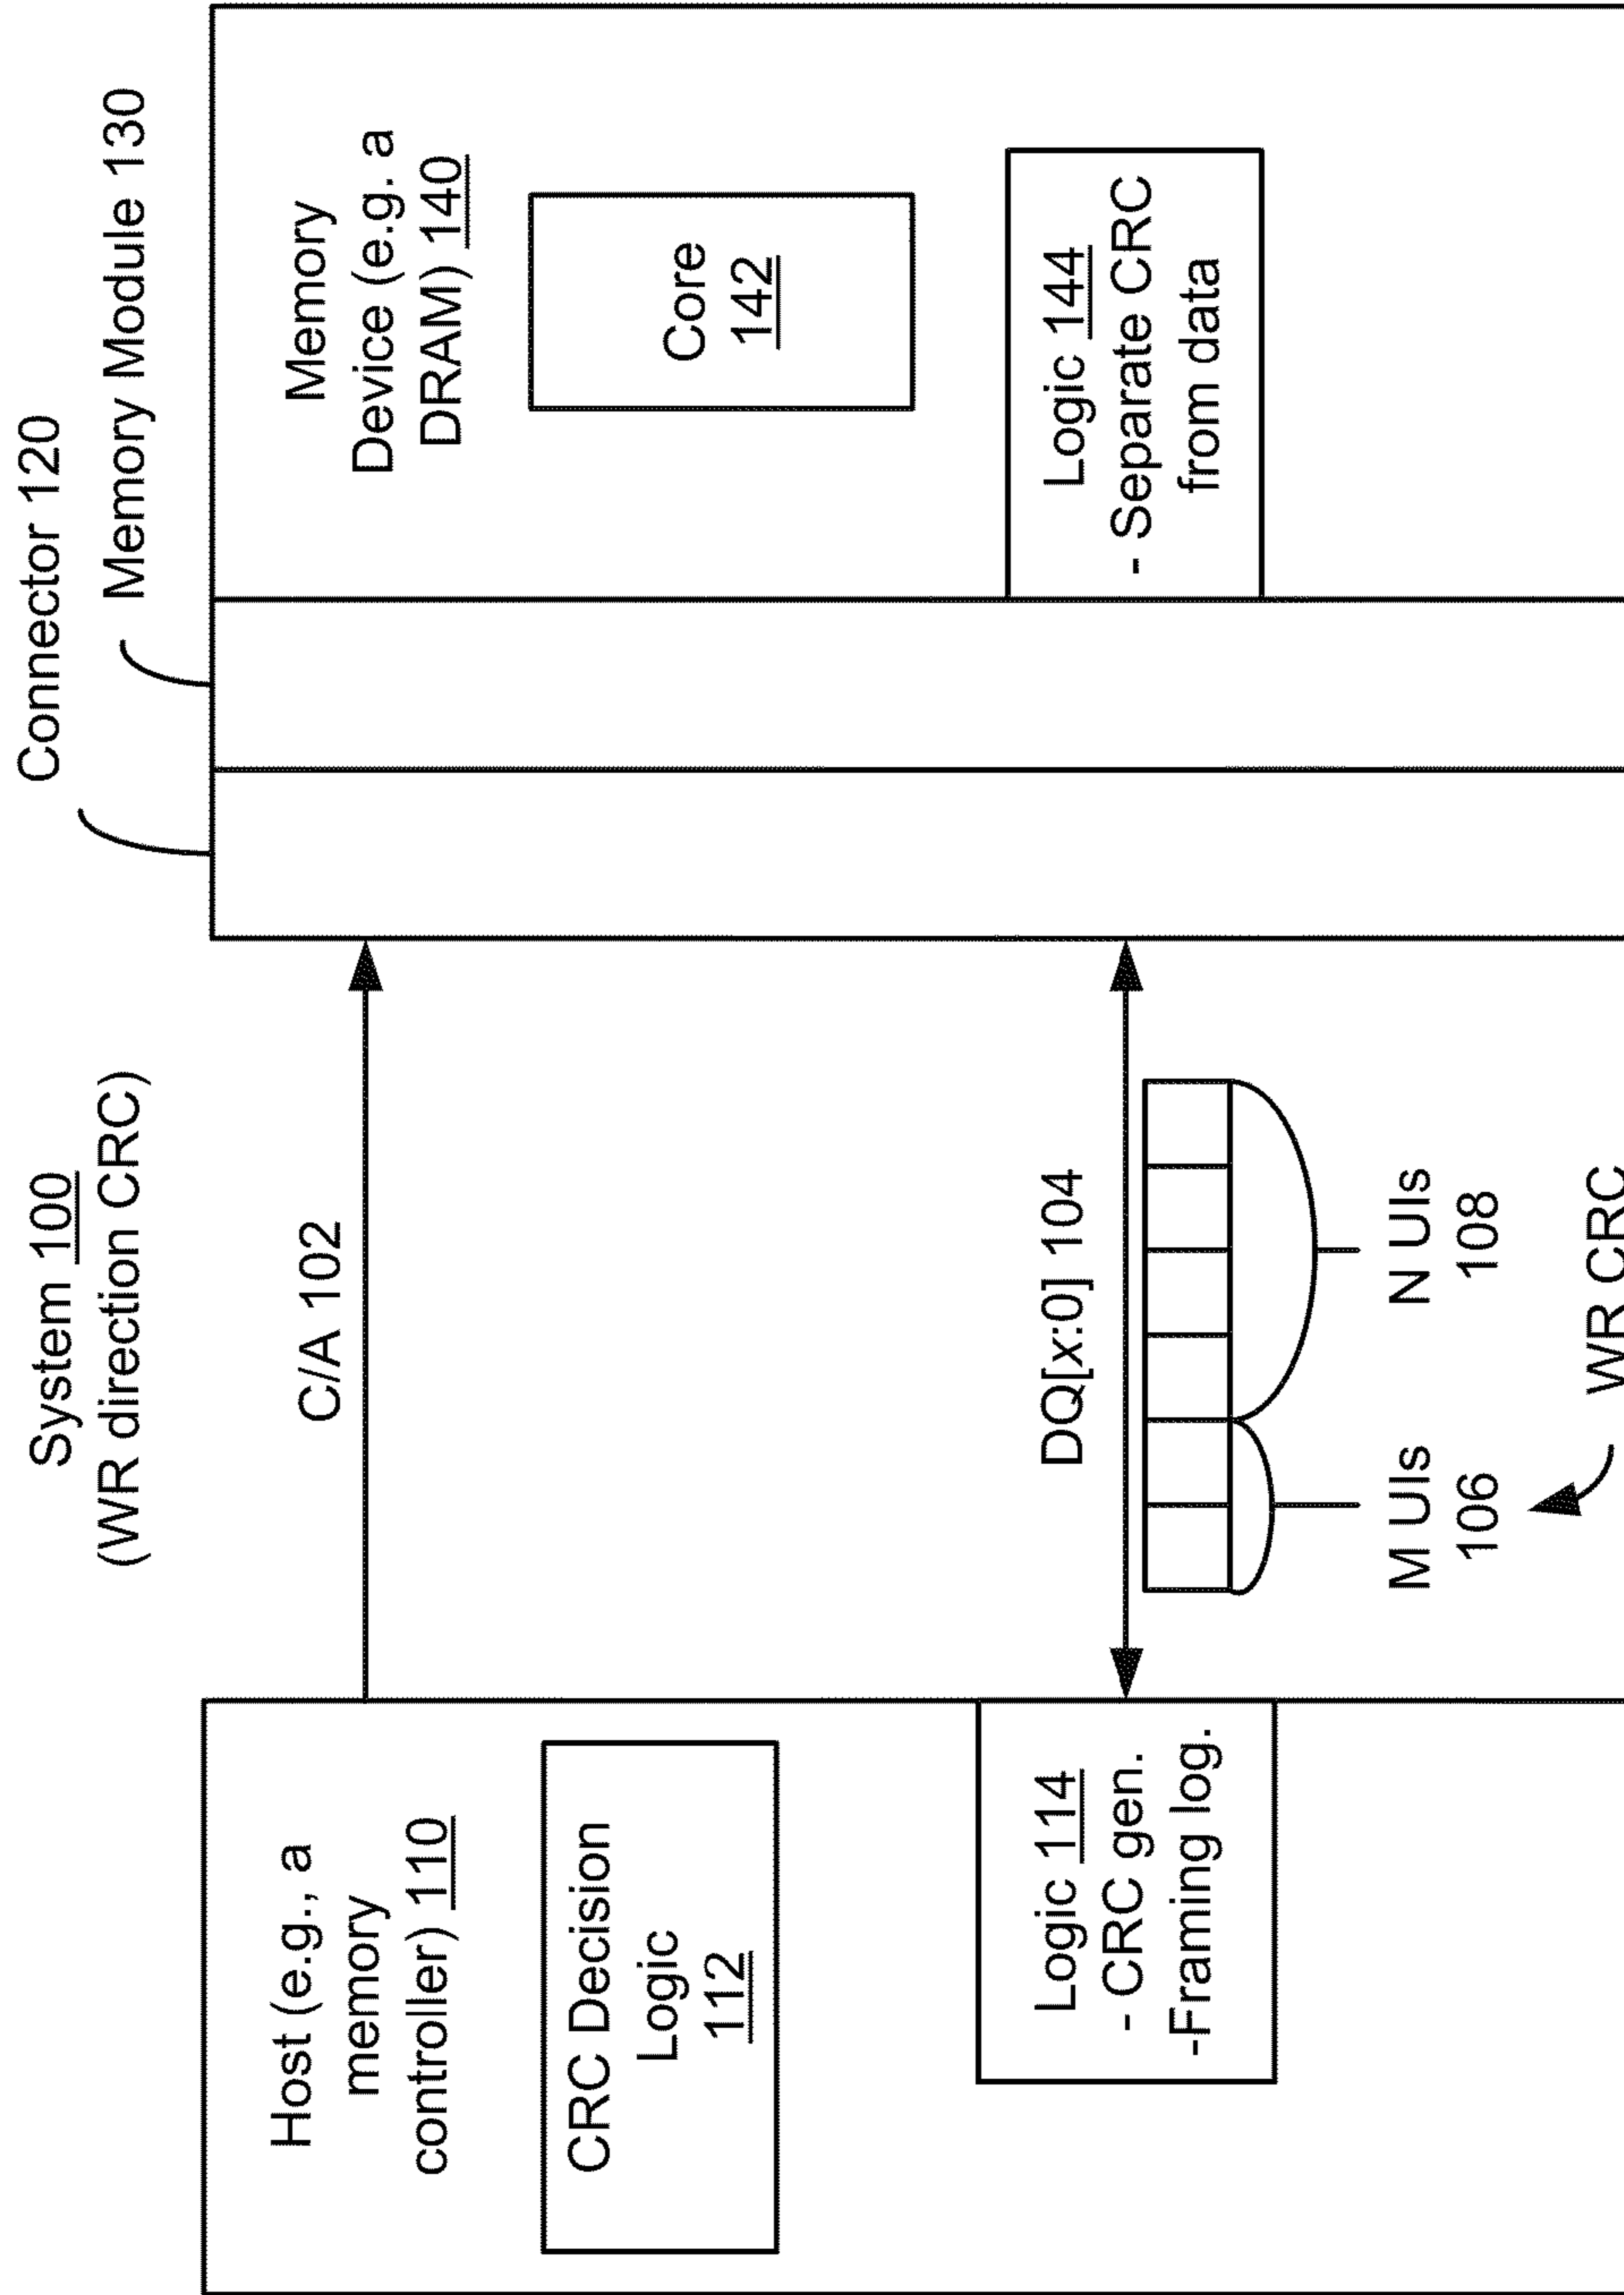 System 100
(WR direction CRC)
Connector 120
Memory Module 130
Host (e.g., a
memory
controller) 110
CRC Decision
Logic
112
Logic 114
- CRC gen.
-Framing log.
C/A 102
DQ[x:0] 104
M UIs
106
N UIs
108
WR CRC
Memory
Device (e.g. a
DRAM) 140
Core
142
Logic 144
- Separate CRC
from data